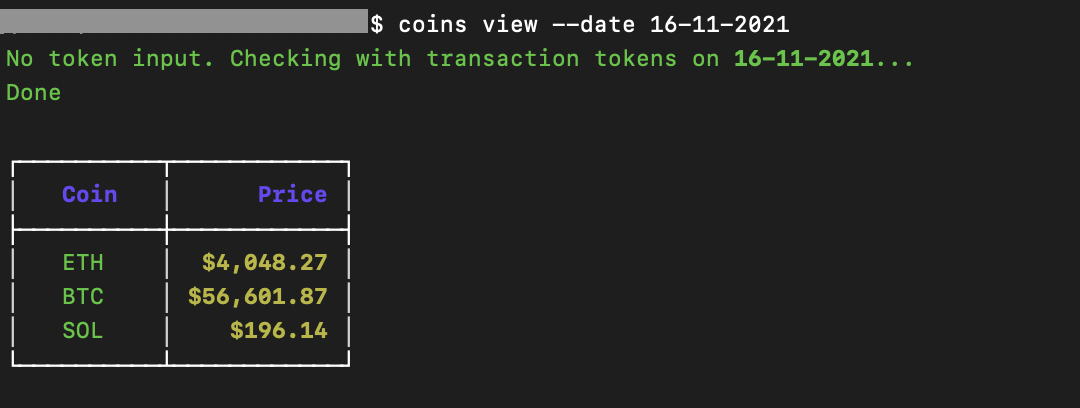 $ coins view --date 16-11-2021
No token input. Checking with transaction tokens on 16-11-2021...
Done
Coin Price
ETH $4,048.27
BTC $56,601.87
SOL $196.14